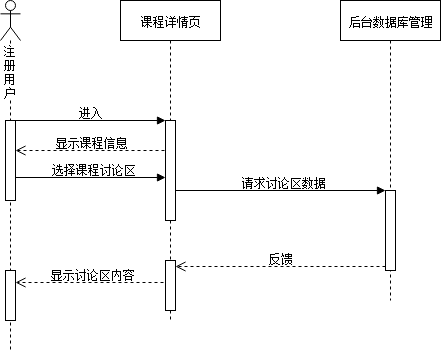 课程详情页
后台数据库管理
注册用户
进入
显示课程信息
选择课程讨论区
请求讨论区数据
反馈
显示讨论区内容